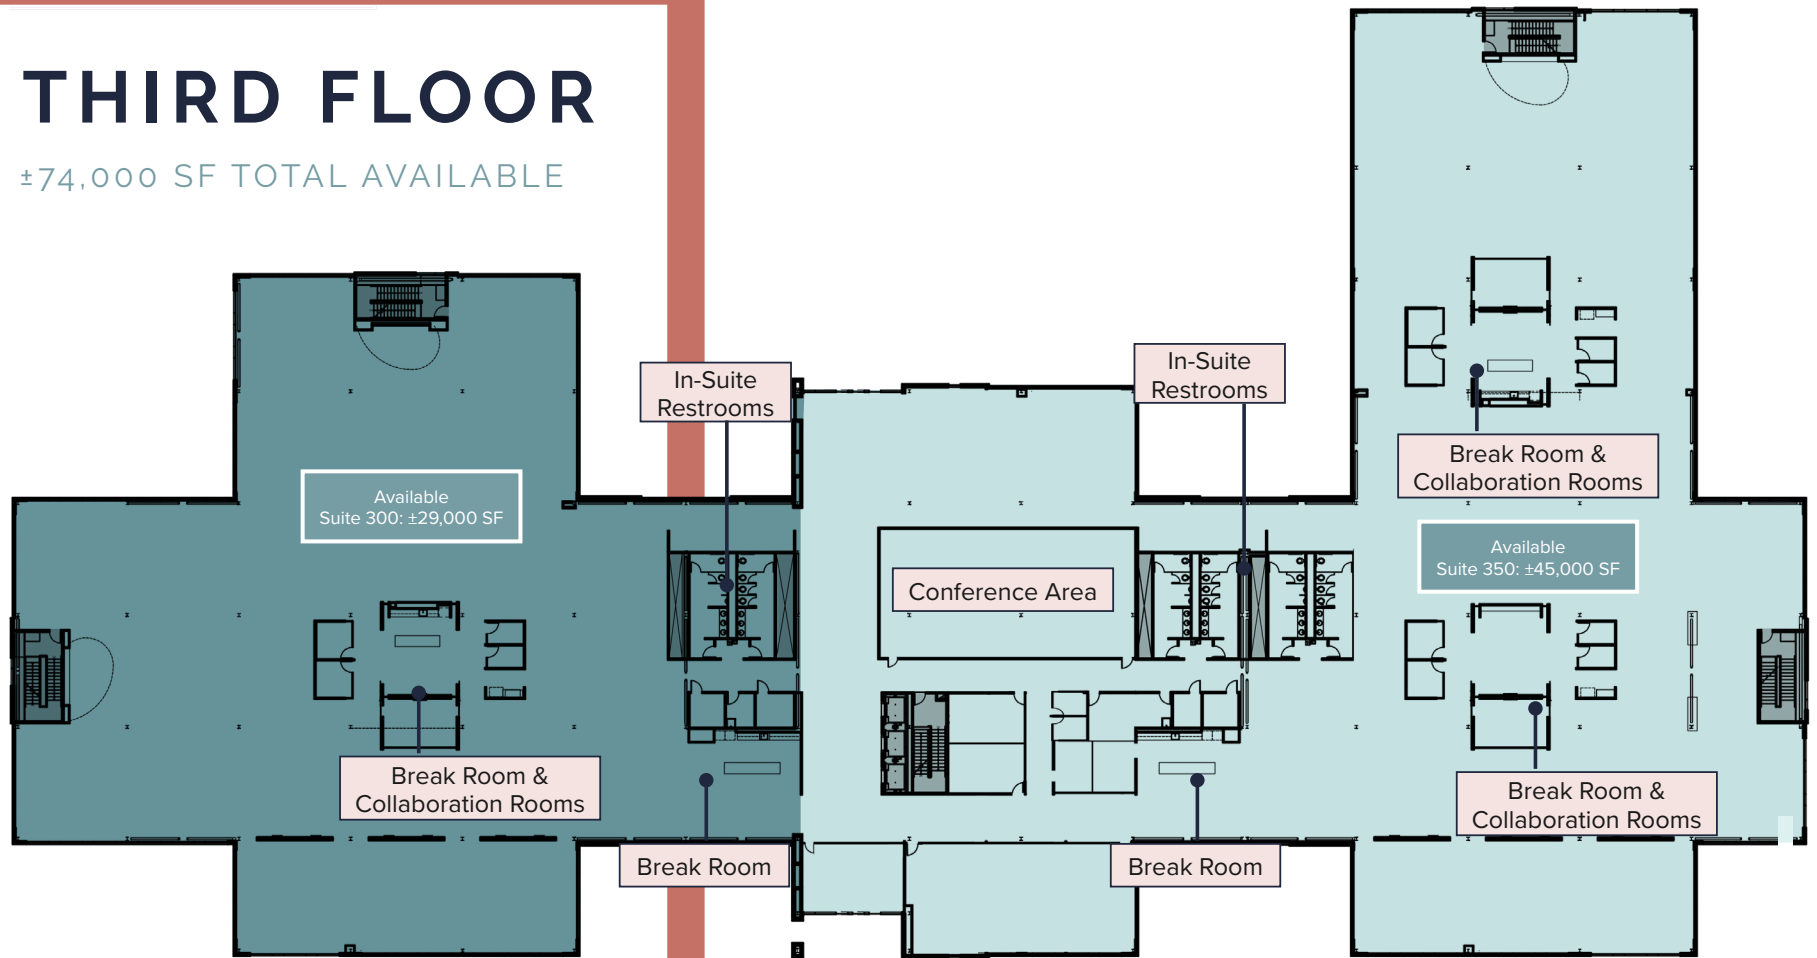 THIRD FLOOR
±74,000 SF TOTAL AVAILABLE
In-Suite
Restrooms
In-Suite
Restrooms
Break Room &
Collaboration Rooms
Available
Suite 300: ±29,000 SF
Available
Suite 350: ±45,000 SF
Conference Area
Break Room &
Collaboration Rooms
Break Room &
Collaboration Rooms
Break Room
Break Room